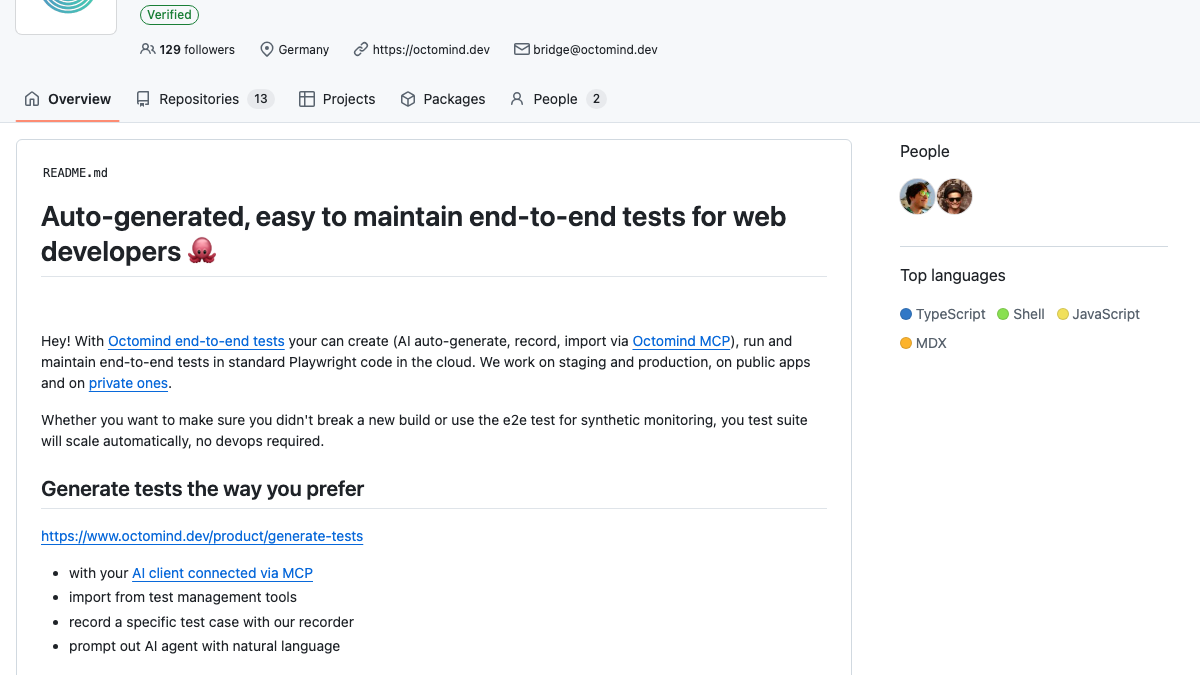 Verified
129 followers
Germany
https://octomind.dev
bridge@octomind.dev
Overview
Repositories 13
Projects
Packages
People 2
README.md
Auto-generated, easy to maintain end-to-end tests for web
developers 🐙
Hey! With Octomind end-to-end tests your can create (AI auto-generate, record, import via Octomind MCP), run and
maintain end-to-end tests in standard Playwright code in the cloud. We work on staging and production, on public apps
and on private ones.
Whether you want to make sure you didn't break a new build or use the e2e test for synthetic monitoring, you test suite
will scale automatically, no devops required.
Generate tests the way you prefer
https://www.octomind.dev/product/generate-tests
with your AI client connected via MCP
import from test management tools
record a specific test case with our recorder
prompt out AI agent with natural language
People
Top languages
TypeScript Shell JavaScript
MDX